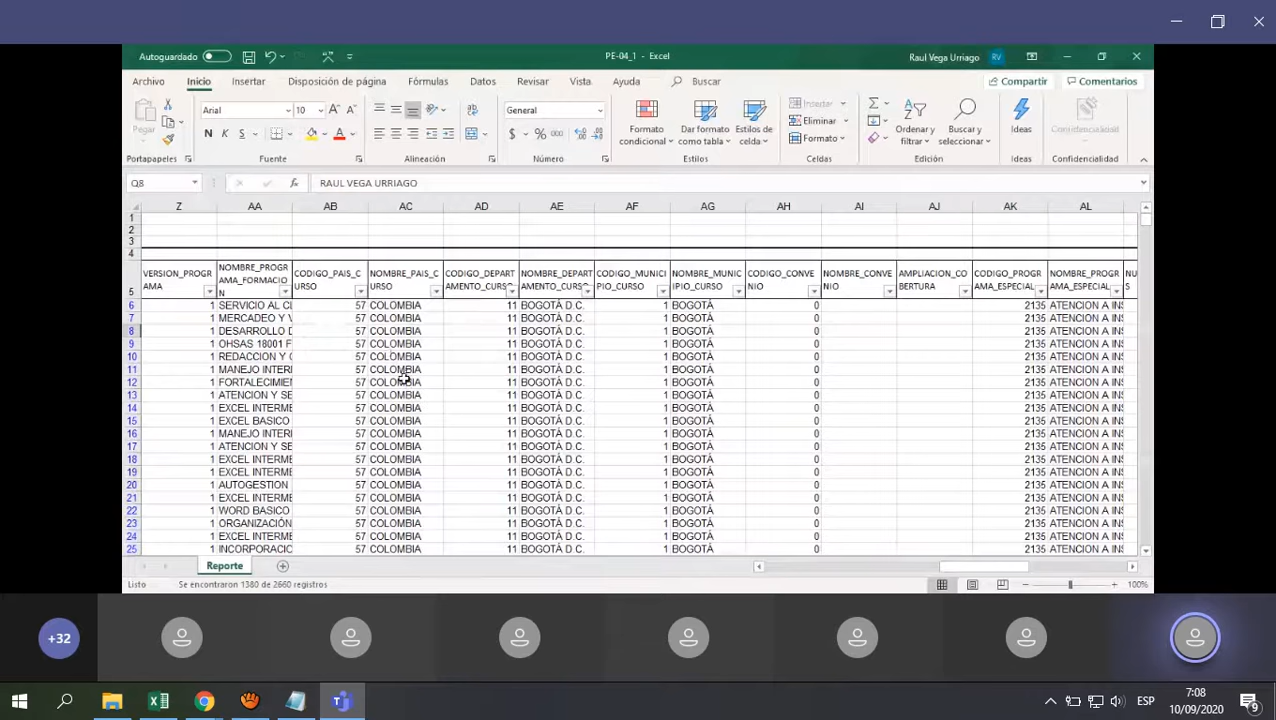 Autoguardado
PE-04_1 - Excel
Raul Vega Urriago RV
Archivo Inicio Insertar Disposición de página Fórmulas Datos Revisar Vista Ayuda Buscar Compartir Comentarios
Pegar
Arial 10
N K S
General
$ % 000
Formato condicional
Dar formato como tabla
Estilos de celda
Insertar
Eliminar
Formato
Ordenar y filtrar
Buscar y seleccionar
Ideas
Confidencialidad
Portapapeles Fuente Alineación Número Estilos Celdas Edición Ideas Confidencialidad
Q8 fx RAUL VEGA URRIAGO
Z AA AB AC AD AE AF AG AH AI AJ AK AL
1
2
3
4
5 VERSION_PROGRAMA NOMBRE_PROGRAMA_FORMACION CODIGO_PAIS_CURSO NOMBRE_PAIS_CURSO CODIGO_DEPARTAMENTO_CURSO NOMBRE_DEPARTAMENTO_CURSO CODIGO_MUNICIPIO_CURSO NOMBRE_MUNICIPIO_CURSO CODIGO_CONVENIO NOMBRE_CONVENIO AMPLIACION_COBERTURA CODIGO_PROGRAMA_ESPECIAL NOMBRE_PROGRAMA_ESPECIAL NU S
6 1 SERVICIO AL CL 57 COLOMBIA 11 BOGOTÁ D.C. 1 BOGOTÁ 0 2135 ATENCION A INS
7 1 MERCADEO Y V 57 COLOMBIA 11 BOGOTÁ D.C. 1 BOGOTÁ 0 2135 ATENCION A INS
8 1 DESARROLLO D 57 COLOMBIA 11 BOGOTÁ D.C. 1 BOGOTÁ 0 2135 ATENCION A INS
9 1 OHSAS 18001 F 57 COLOMBIA 11 BOGOTÁ D.C. 1 BOGOTÁ 0 2135 ATENCION A INS
10 1 REDACCION Y C 57 COLOMBIA 11 BOGOTÁ D.C. 1 BOGOTÁ 0 2135 ATENCION A INS
11 1 MANEJO INTERI 57 COLOMBIA 11 BOGOTÁ D.C. 1 BOGOTÁ 0 2135 ATENCION A INS
12 1 FORTALECIMIEN 57 COLOMBIA 11 BOGOTÁ D.C. 1 BOGOTÁ 0 2135 ATENCION A INS
13 1 ATENCION Y SE 57 COLOMBIA 11 BOGOTÁ D.C. 1 BOGOTÁ 0 2135 ATENCION A INS
14 1 EXCEL INTERME 57 COLOMBIA 11 BOGOTÁ D.C. 1 BOGOTÁ 0 2135 ATENCION A INS
15 1 EXCEL BASICO 57 COLOMBIA 11 BOGOTÁ D.C. 1 BOGOTÁ 0 2135 ATENCION A INS
16 1 MANEJO INTERI 57 COLOMBIA 11 BOGOTÁ D.C. 1 BOGOTÁ 0 2135 ATENCION A INS
17 1 ATENCION Y SE 57 COLOMBIA 11 BOGOTÁ D.C. 1 BOGOTÁ 0 2135 ATENCION A INS
18 1 EXCEL INTERME 57 COLOMBIA 11 BOGOTÁ D.C. 1 BOGOTÁ 0 2135 ATENCION A INS
19 1 EXCEL INTERME 57 COLOMBIA 11 BOGOTÁ D.C. 1 BOGOTÁ 0 2135 ATENCION A INS
20 1 AUTOGESTION 57 COLOMBIA 11 BOGOTÁ D.C. 1 BOGOTÁ 0 2135 ATENCION A INS
21 1 EXCEL INTERME 57 COLOMBIA 11 BOGOTÁ D.C. 1 BOGOTÁ 0 2135 ATENCION A INS
22 1 WORD BASICO 57 COLOMBIA 11 BOGOTÁ D.C. 1 BOGOTÁ 0 2135 ATENCION A INS
23 1 ORGANIZACIÓN 57 COLOMBIA 11 BOGOTÁ D.C. 1 BOGOTÁ 0 2135 ATENCION A INS
24 1 EXCEL INTERME 57 COLOMBIA 11 BOGOTÁ D.C. 1 BOGOTÁ 0 2135 ATENCION A INS
25 1 INCORPORACIO 57 COLOMBIA 11 BOGOTÁ D.C. 1 BOGOTÁ 0 2135 ATENCION A INS
Reporte
Listo Se encontraron 1380 de 2660 registros 100%
+32
ESP 7:08
10/09/2020 9